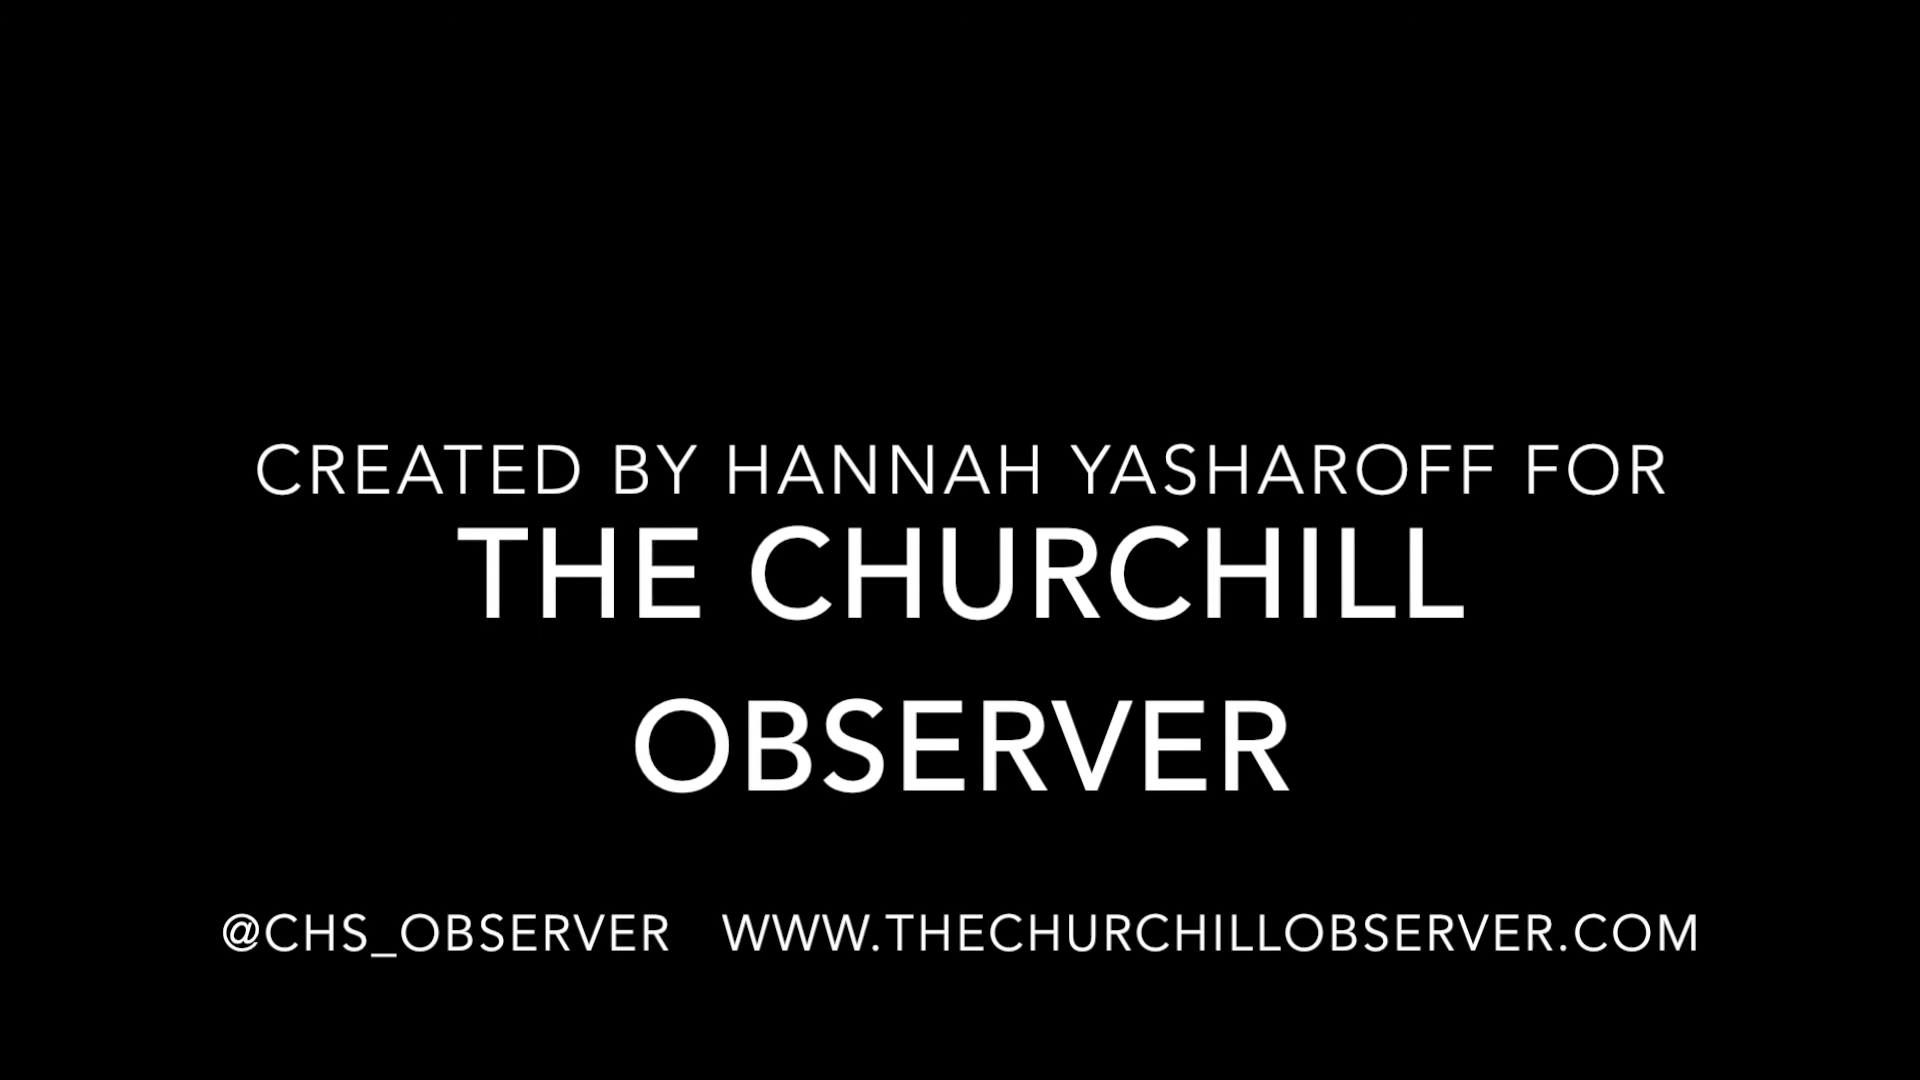 CREATED BY HANNAH YASHAROFF FOR
THE CHURCHILL
OBSERVER
@CHS_OBSERVER WWW.THECHURCHILLOBSERVER.COM